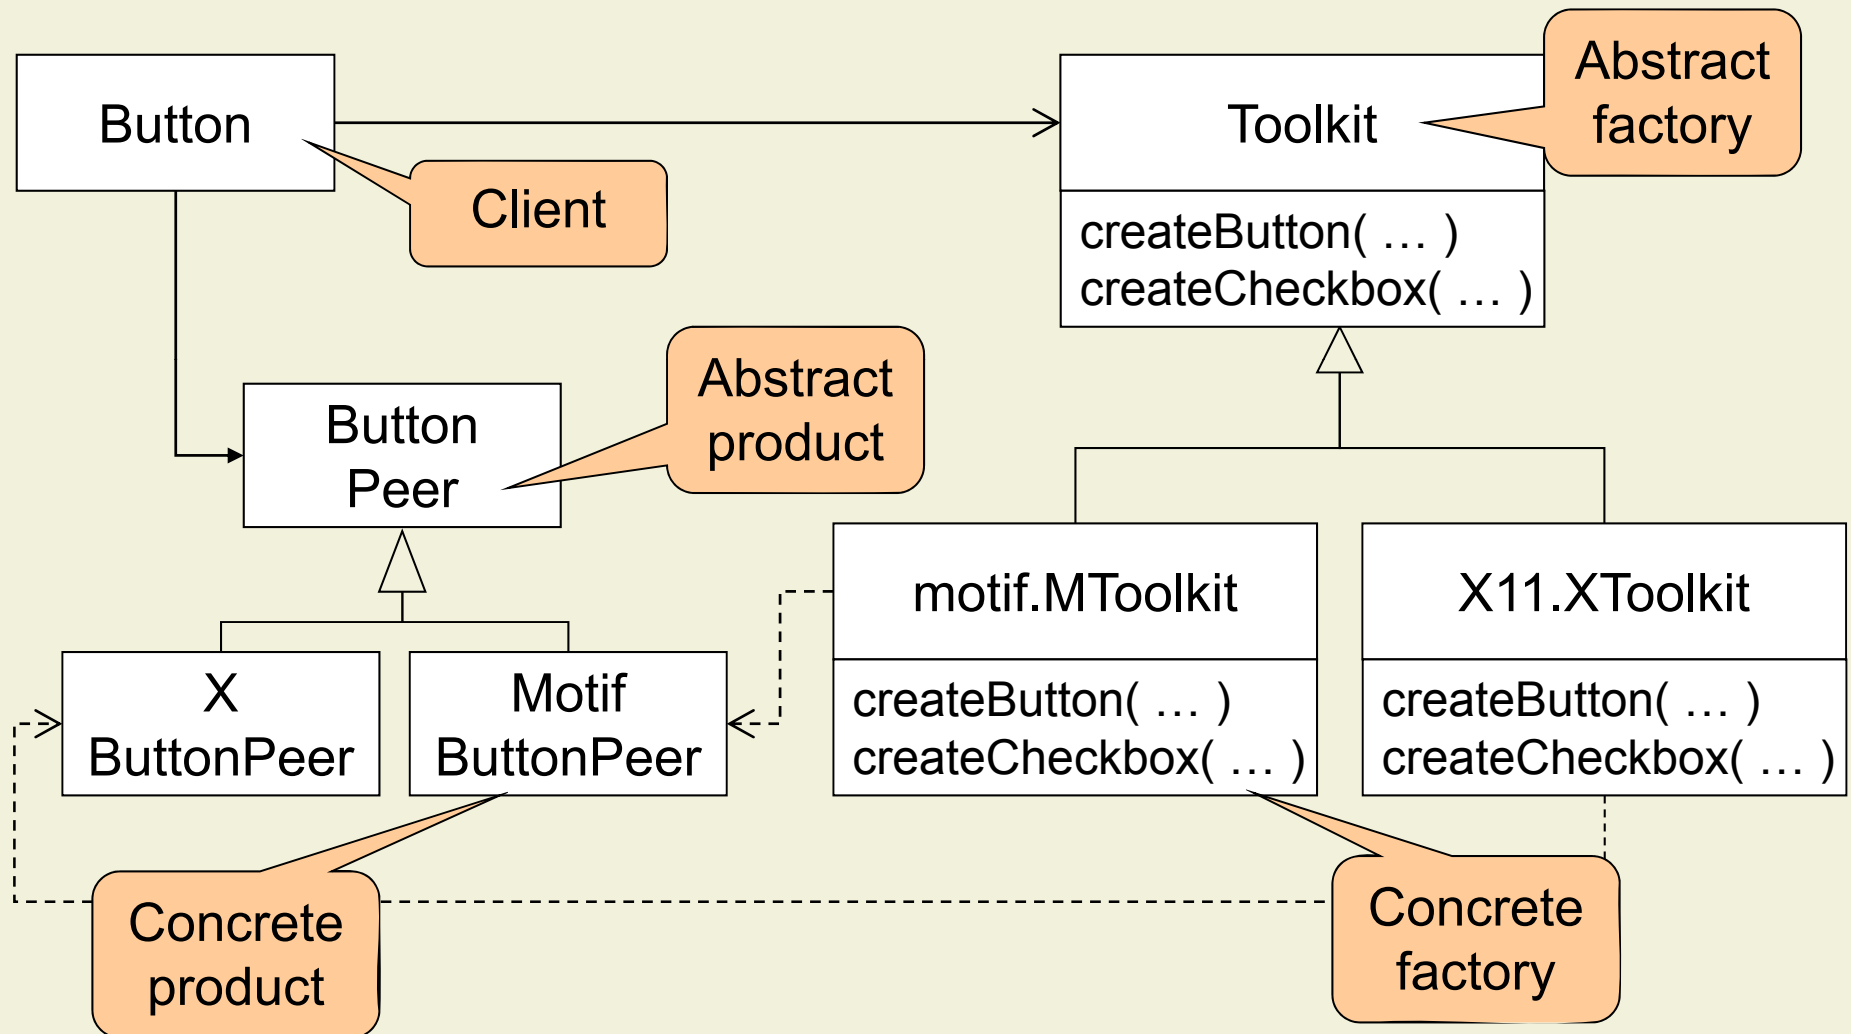 Button
Client
Toolkit
createButton( … )
createCheckbox( … )
Abstract
factory
Button
Peer
Abstract
product
X
ButtonPeer
Motif
ButtonPeer
motif.MToolkit
createButton( … )
createCheckbox( … )
X11.XToolkit
createButton( … )
createCheckbox( … )
Concrete
product
Concrete
factory